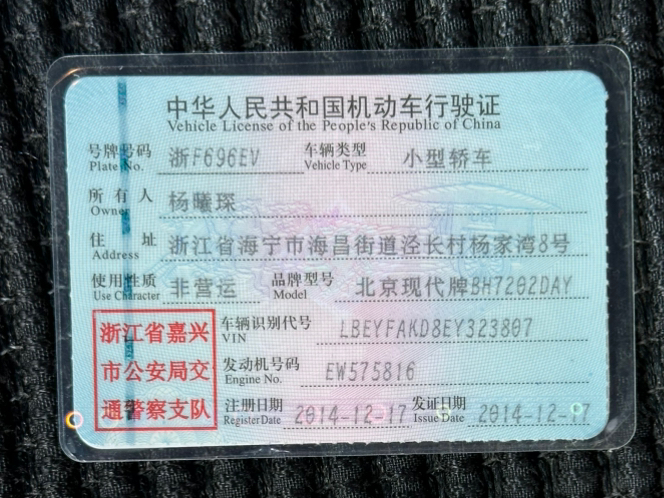 中华人民共和国机动车行驶证
Vehicle License of the People's Republic of China
号牌号码 浙F696EV 车辆类型 小型轿车
Plate No. Vehicle Type
所有人 杨曦琛
Owner
住址 浙江省海宁市海昌街道泾长村杨家湾8号
Address
使用性质 非营运 品牌型号 北京现代牌BH7202DAY
Use Character Model
浙江省嘉兴
市公安局交
通警察支队
车辆识别代号 LBEYFAKD8EY323807
VIN
发动机号码 EW575816
Engine No.
注册日期 2014-12-17 发证日期 2014-12-17
Register Date Issue Date